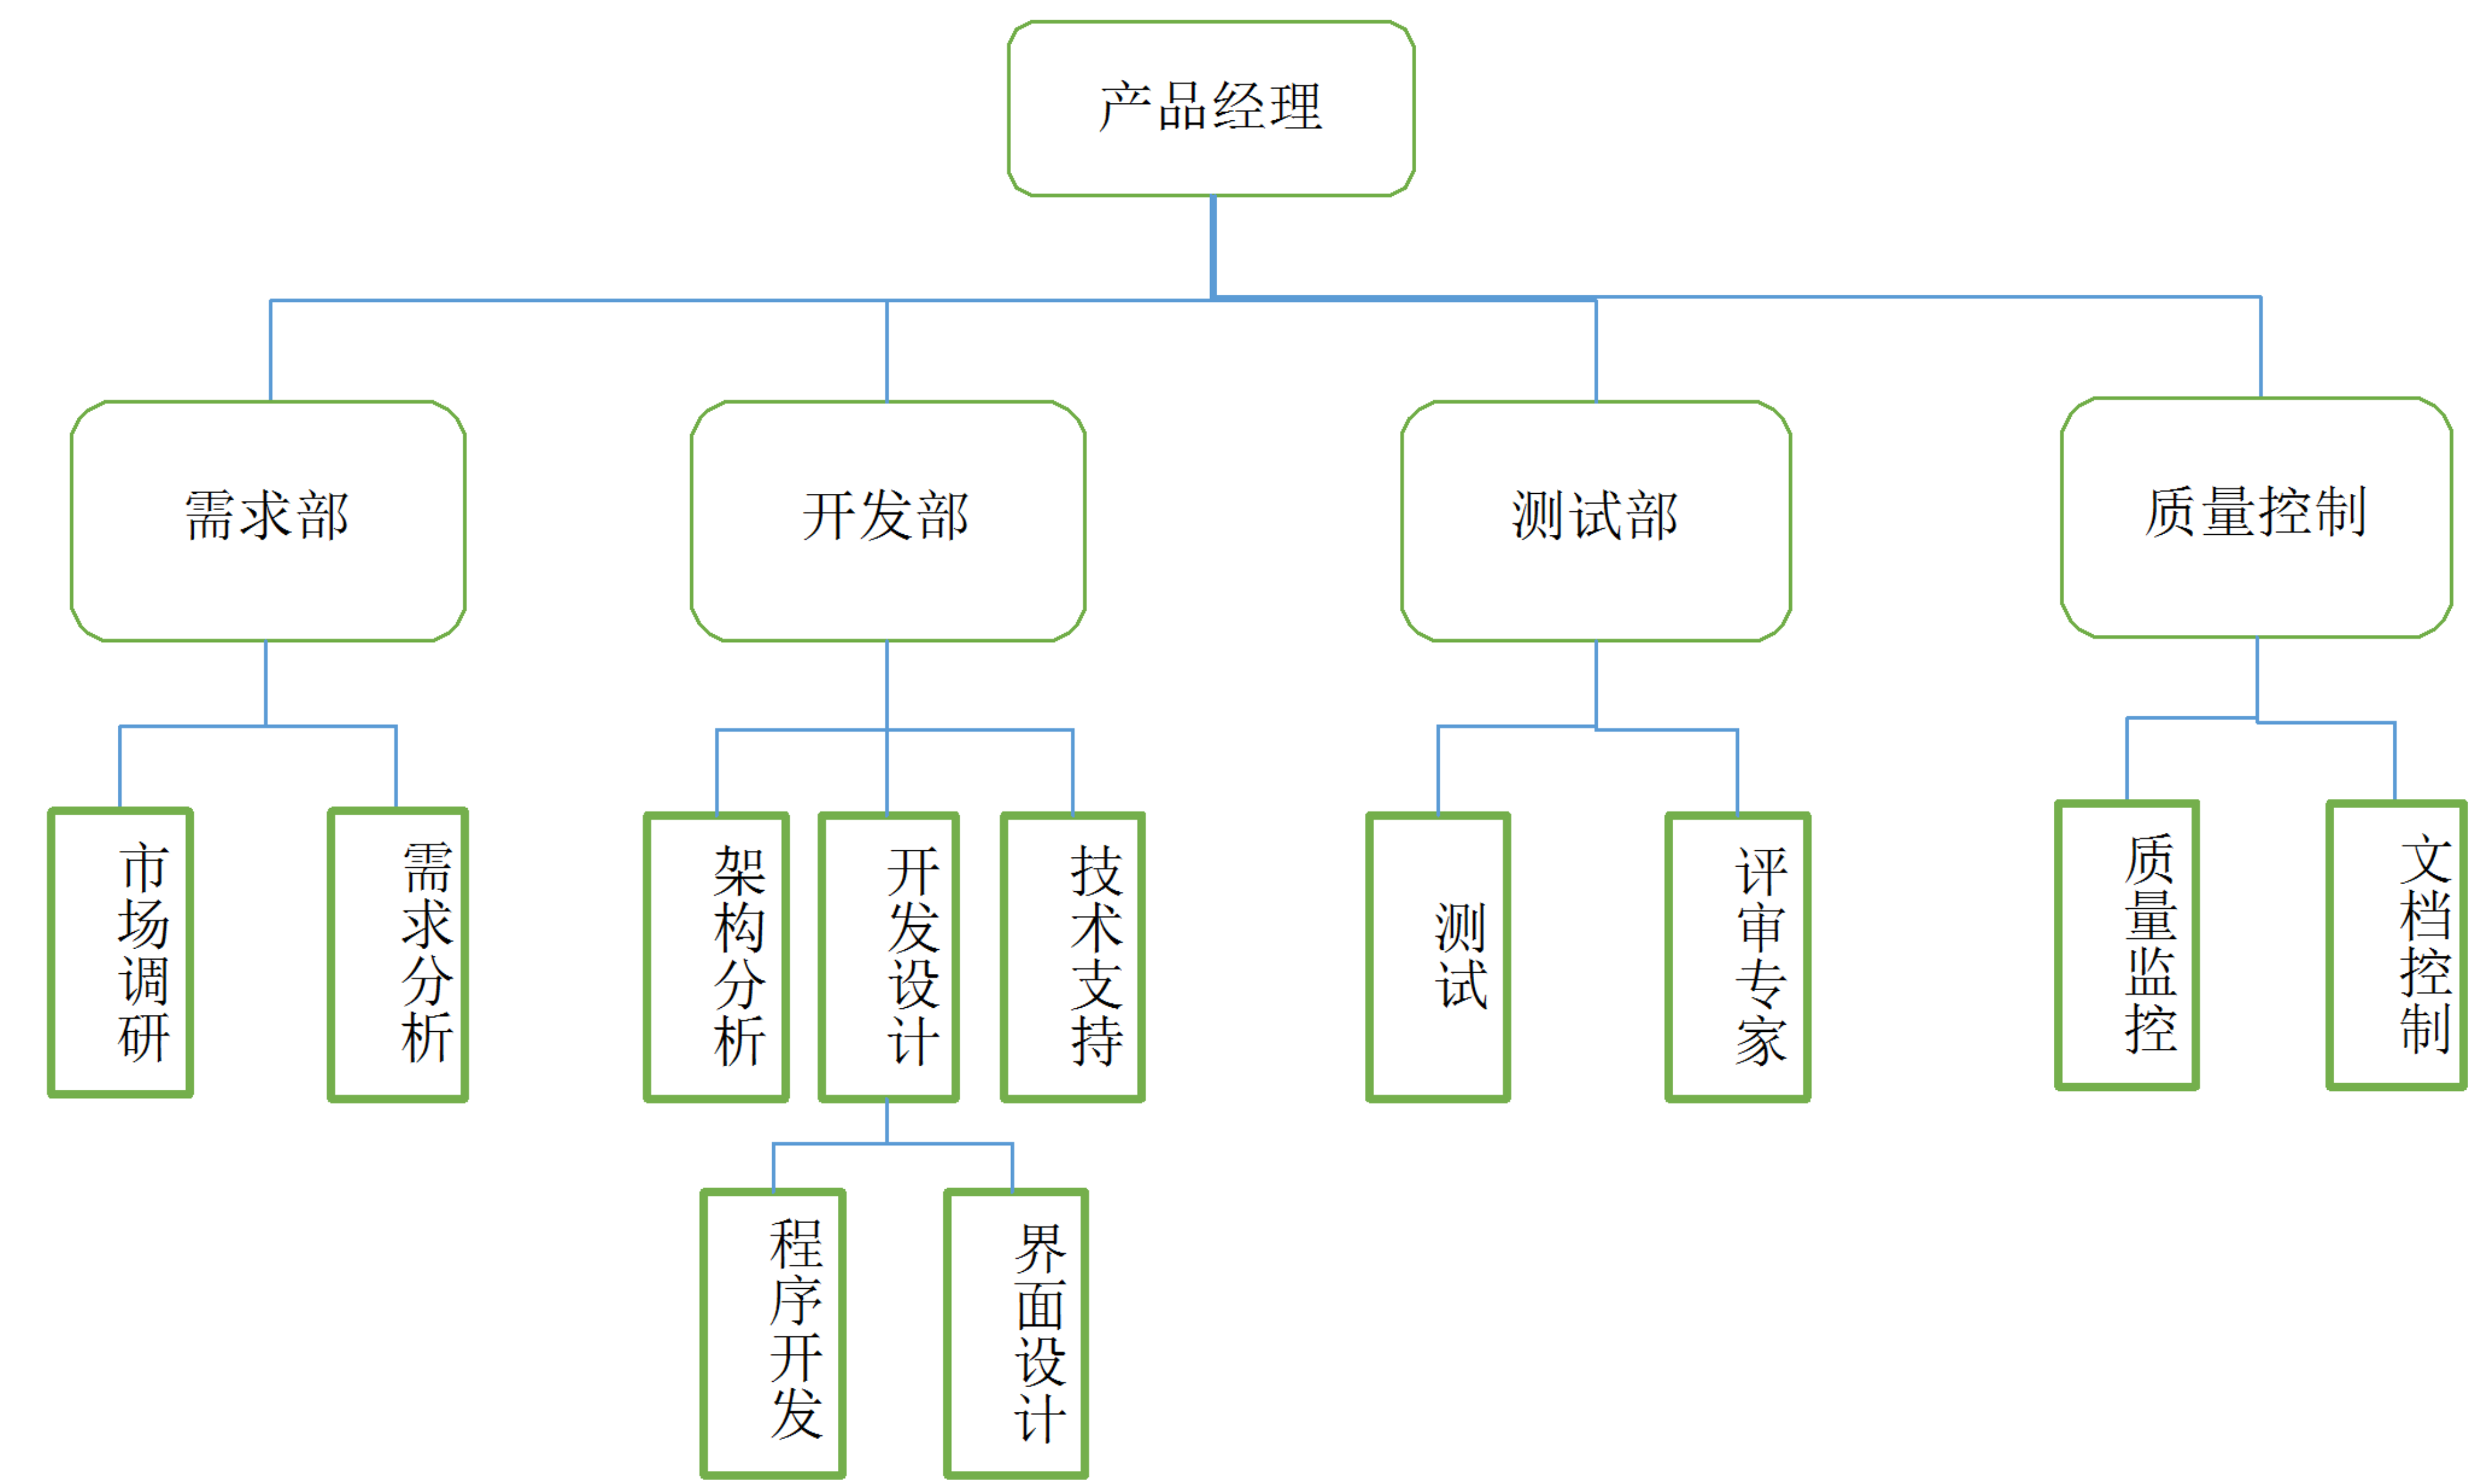 产品经理
需求部
开发部
测试部
质量控制
市场调研
需求分析
架构分析
开发设计
技术支持
测试
评审专家
质量监控
文档控制
程序开发
界面设计